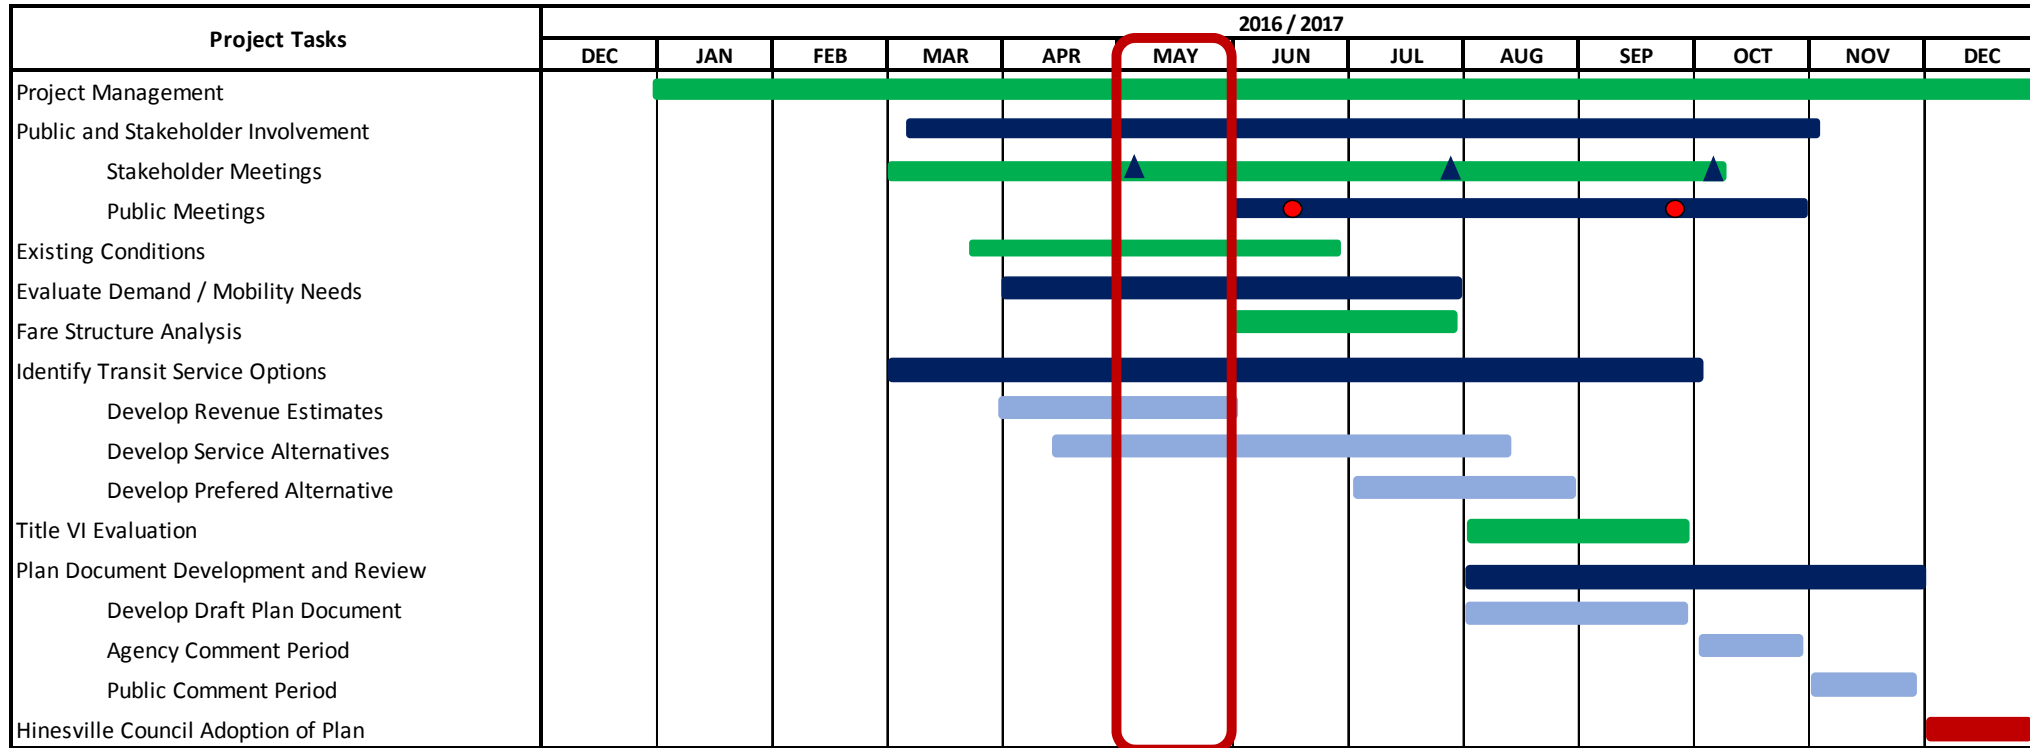 Project Tasks
2016 / 2017
DEC JAN FEB MAR APR MAY JUN JUL AUG SEP OCT NOV DEC
Project Management
Public and Stakeholder Involvement
Stakeholder Meetings
Public Meetings
Existing Conditions
Evaluate Demand / Mobility Needs
Fare Structure Analysis
Identify Transit Service Options
Develop Revenue Estimates
Develop Service Alternatives
Develop Prefered Alternative
Title VI Evaluation
Plan Document Development and Review
Develop Draft Plan Document
Agency Comment Period
Public Comment Period
Hinesville Council Adoption of Plan